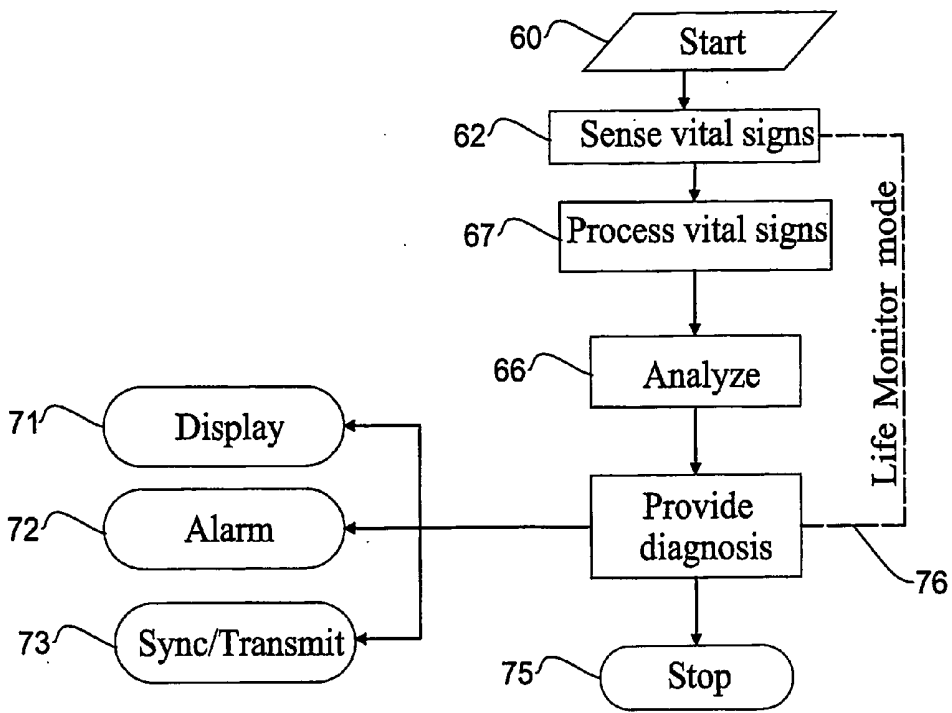 60
Start
62
Sense vital signs
67
Process vital signs
Life Monitor mode
66
Analyze
71
Display
72
Alarm
73
Sync/Transmit
Provide
diagnosis
76
75
Stop